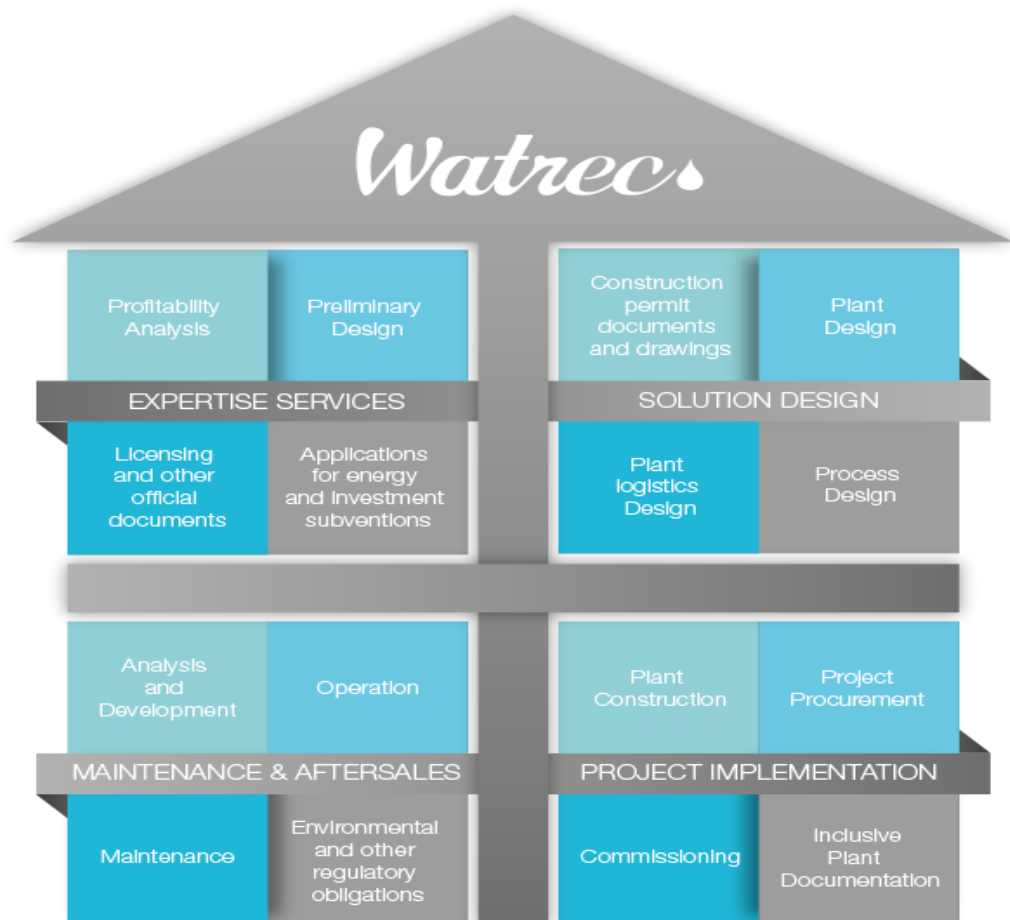 Watrec
Profitability
Analysis
Preliminary
Design
EXPERTISE SERVICES
Licensing
and other
official
documents
Applications
for energy
and investment
subventions
Construction
permit
documents
and drawings
Plant
Design
SOLUTION DESIGN
Plant
logistics
Design
Process
Design
Analysis
and
Development
Operation
MAINTENANCE & AFTERSALES
Maintenance
Environmental
and other
regulatory
obligations
Plant
Construction
Project
Procurement
PROJECT IMPLEMENTATION
Commissioning
Inclusive
Plant
Documentation